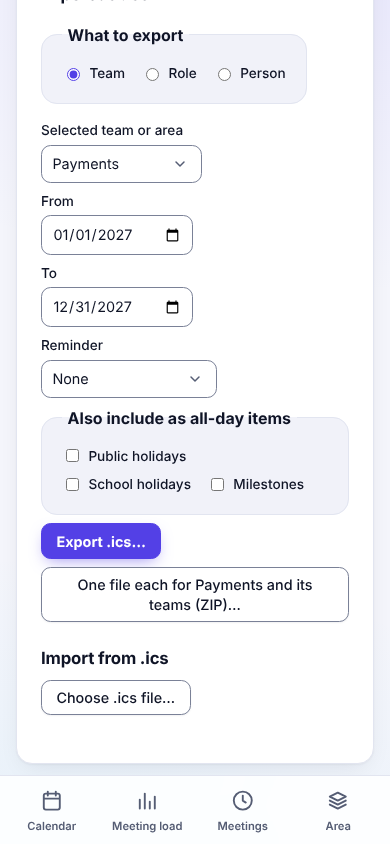 What to export
Team
Role
Person
Selected team or area
Payments
From
01/01/2027
To
12/31/2027
Reminder
None
Also include as all-day items
Public holidays
School holidays
Milestones
Export .ics...
One file each for Payments and its
teams (ZIP)...
Import from .ics
Choose .ics file...
Calendar
Meeting load
Meetings
Area